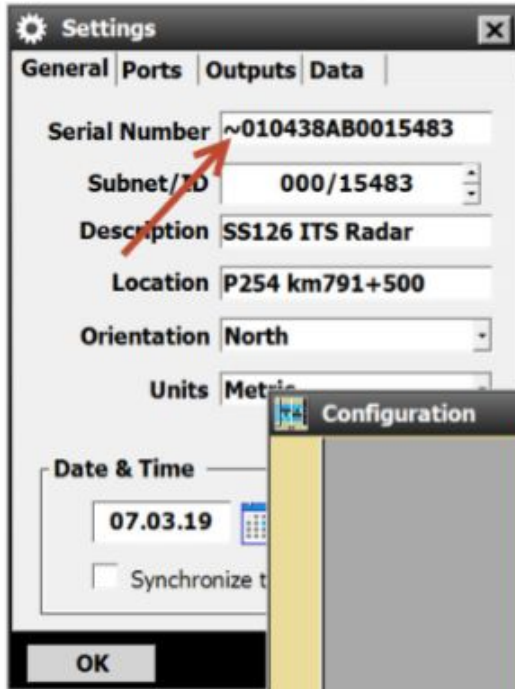 Settings
General Ports Outputs Data
Serial Number ~010438AB0015483
Subnet/ID 000/15483
Description SS126 ITS Radar
Location P254 km791+500
Orientation North
Units Metric
Configuration
Date & Time
07.03.19
Synchronize
OK